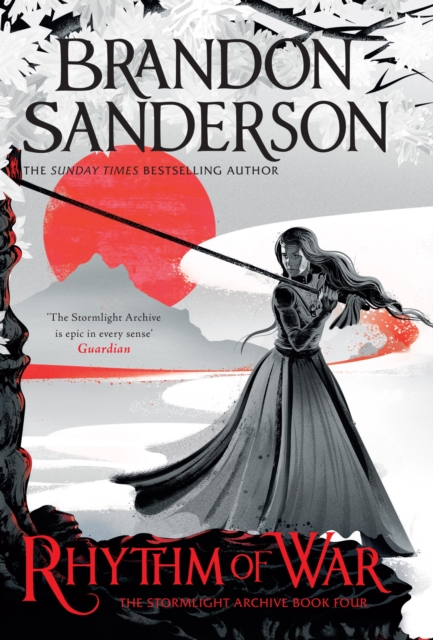 BRANDON
SANDERSON
THE SUNDAY TIMES BESTSELLING AUTHOR
'The Stormlight Archive
is epic in every sense'
Guardian
RHYTHM OF WAR
THE STORMLIGHT ARCHIVE BOOK FOUR